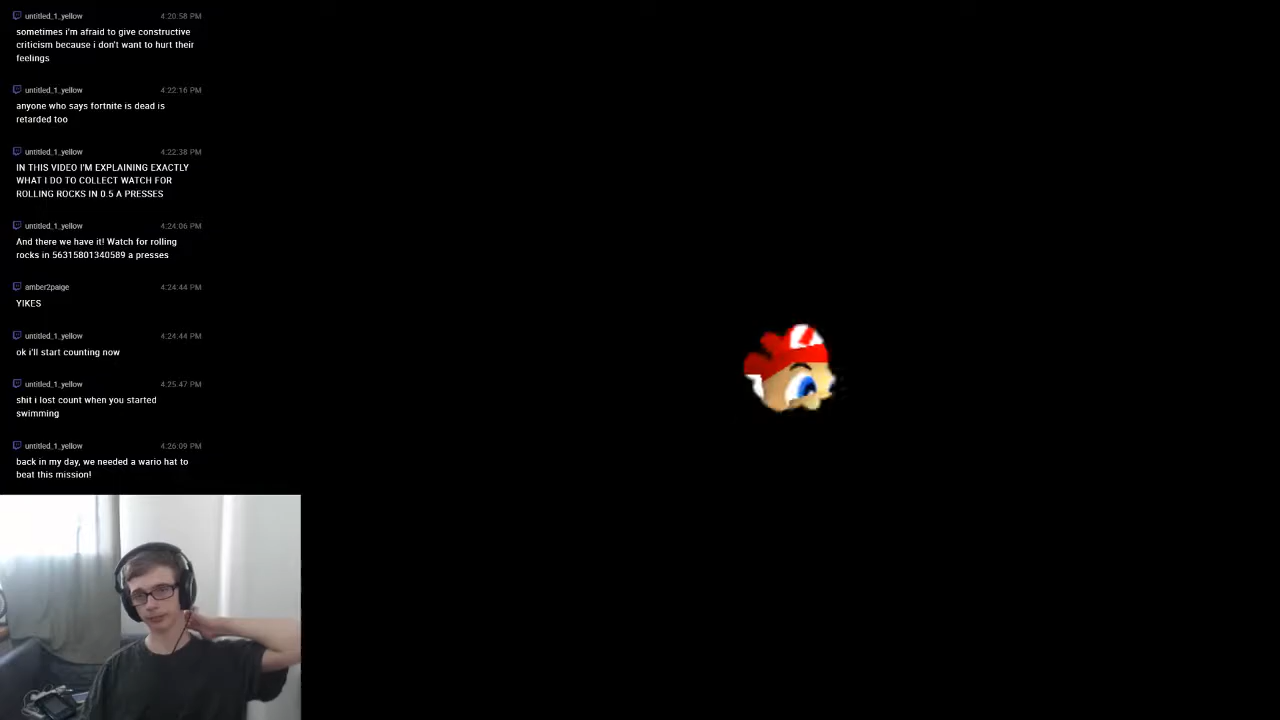 untitled_1_yellow 4:20:58 PM
sometimes i'm afraid to give constructive
criticism because i don't want to hurt their
feelings
untitled_1_yellow 4:22:16 PM
anyone who says fortnite is dead is
retarded too
untitled_1_yellow 4:22:38 PM
IN THIS VIDEO I'M EXPLAINING EXACTLY
WHAT I DO TO COLLECT WATCH FOR
ROLLING ROCKS IN 0.5 A PRESSES
untitled_1_yellow 4:24:06 PM
And there we have it! Watch for rolling
rocks in 56315801340589 a presses
amber2paige 4:24:44 PM
YIKES
untitled_1_yellow 4:24:44 PM
ok i'll start counting now
untitled_1_yellow 4:25:47 PM
shit i lost count when you started
swimming
untitled_1_yellow 4:26:09 PM
back in my day, we needed a wario hat to
beat this mission!